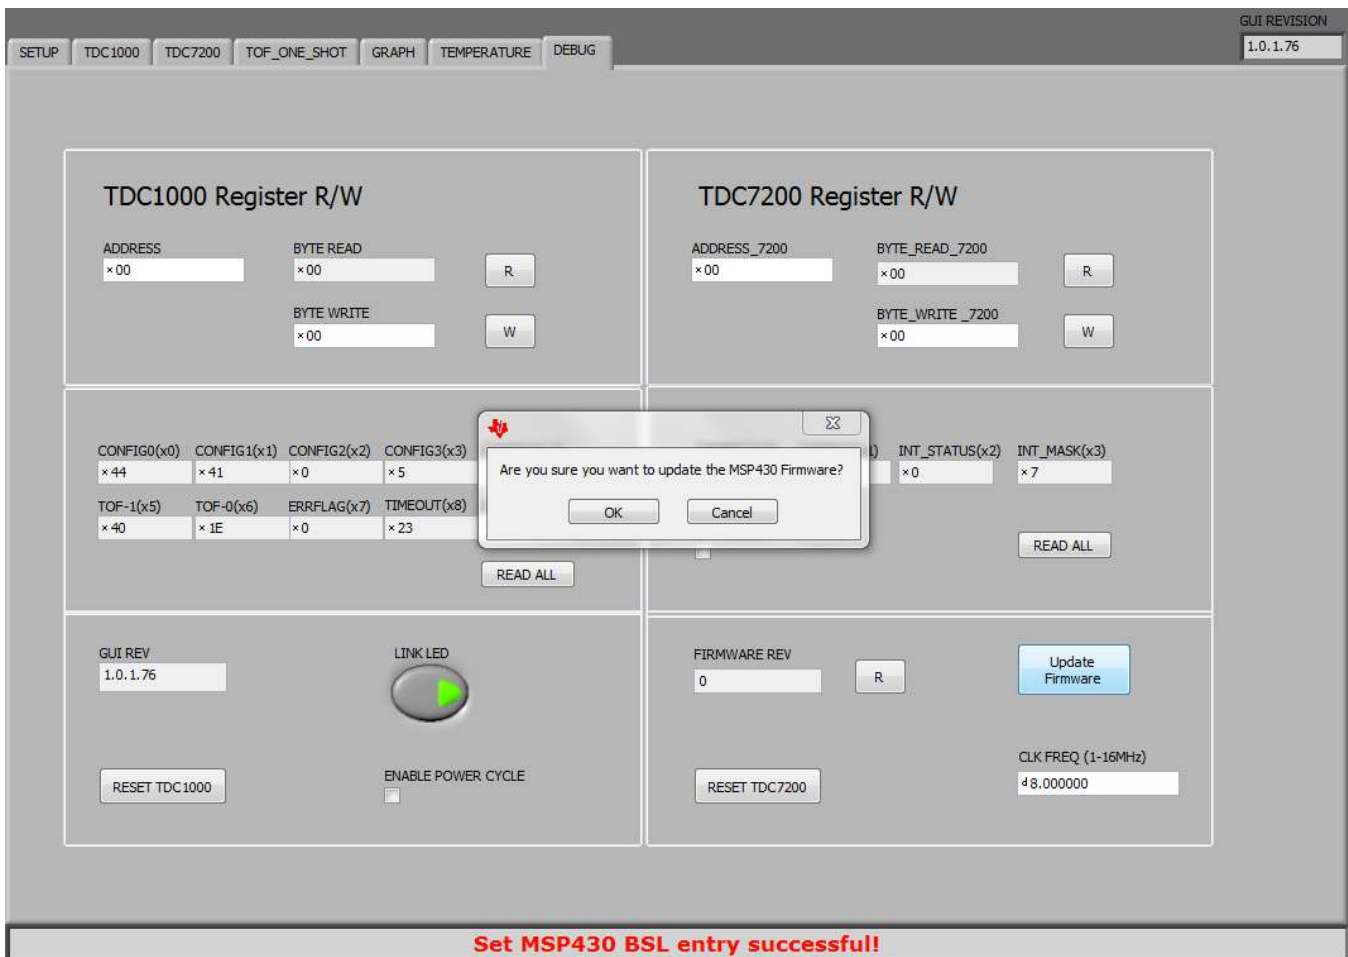 GUI REVISION
1.0.1.76
SETUP TDC1000 TDC7200 TOF_ONE_SHOT GRAPH TEMPERATURE DEBUG
TDC1000 Register R/W
ADDRESS BYTE READ
×00 ×00 R
BYTE WRITE
×00 W
TDC7200 Register R/W
ADDRESS_7200 BYTE_READ_7200
×00 ×00 R
BYTE_WRITE _7200
×00 W
CONFIG0(x0) CONFIG1(x1) CONFIG2(x2) CONFIG3(x3)
×44 ×41 ×0 ×5
TOF-1(x5) TOF-0(x6) ERRFLAG(x7) TIMEOUT(x8)
×40 ×1E ×0 ×23
READ ALL
Are you sure you want to update the MSP430 Firmware?
OK Cancel
INT_STATUS(x2) INT_MASK(x3)
×0 ×7
READ ALL
GUI REV LINK LED
1.0.1.76
RESET TDC1000 ENABLE POWER CYCLE
FIRMWARE REV
0 R
Update
Firmware
CLK FREQ (1-16MHz)
RESET TDC7200 d8.000000
Set MSP430 BSL entry successful!